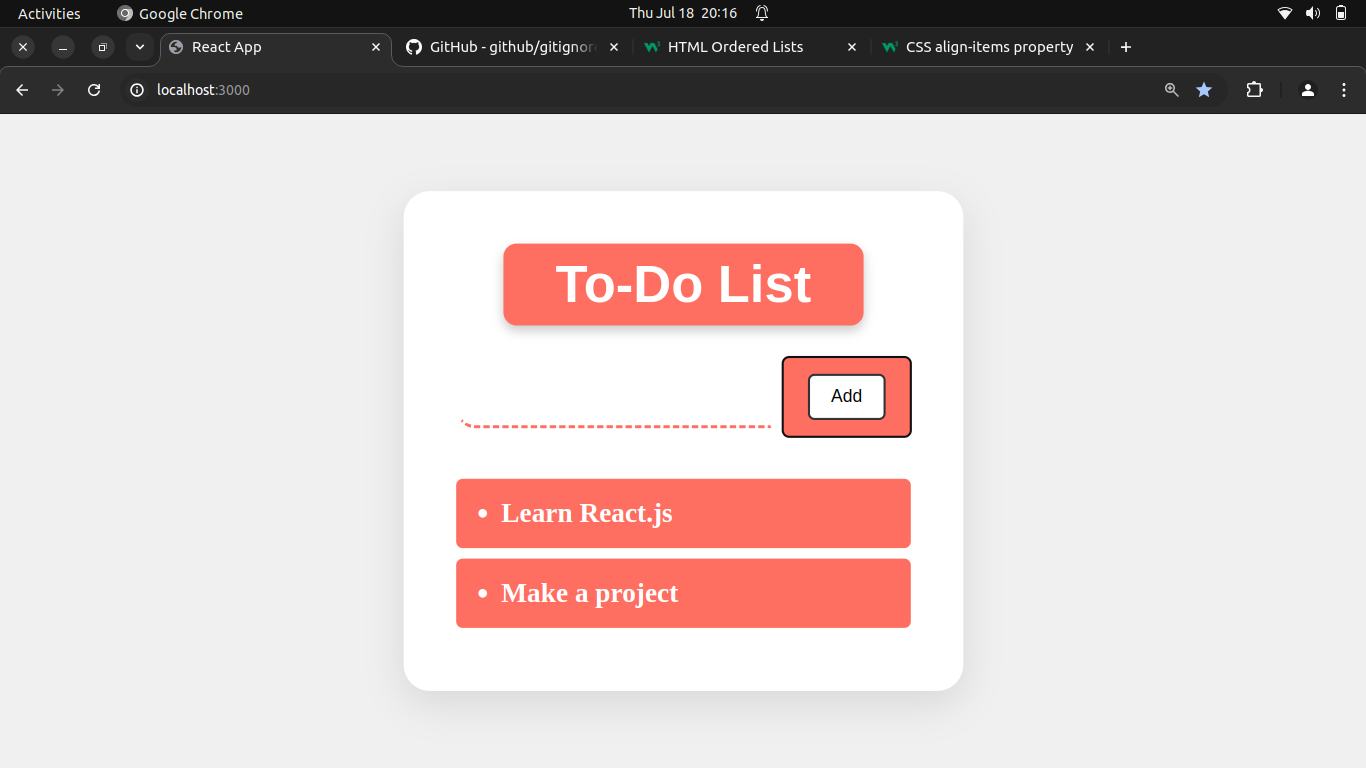 Activities Google Chrome Thu Jul 18 20:16
React App GitHub - github/gitignore HTML Ordered Lists CSS align-items property
localhost:3000
To-Do List
Add
• Learn React.js
• Make a project